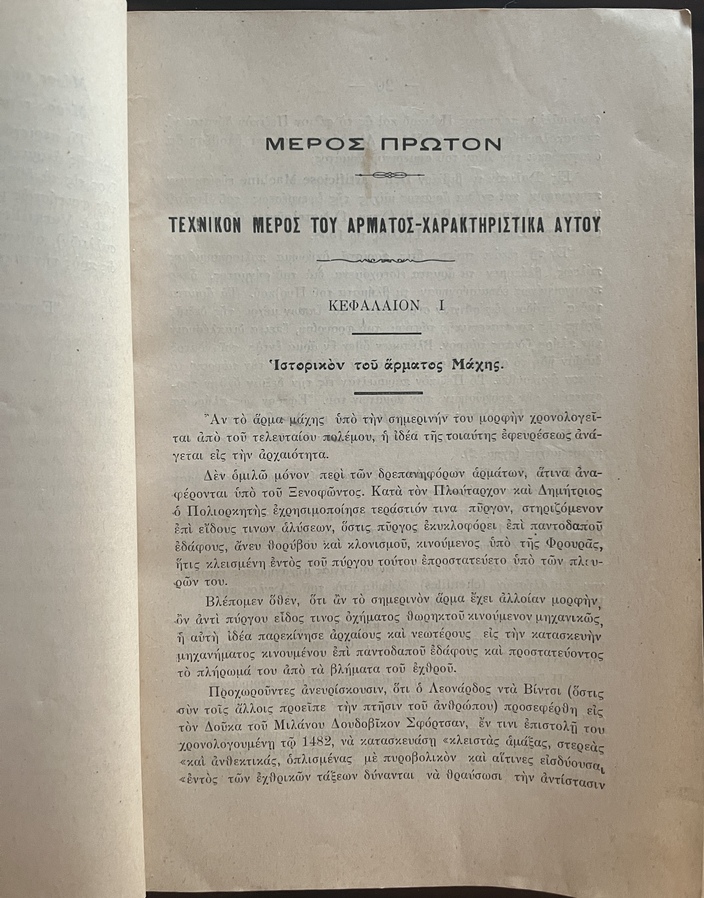 ΜΕΡΟΣ ΠΡΩΤΟΝ
ΤΕΧΝΙΚΟΝ ΜΕΡΟΣ ΤΟΥ ΑΡΜΑΤΟΣ-ΧΑΡΑΚΤΗΡΙΣΤΙΚΑ ΑΥΤΟΥ
ΚΕΦΑΛΑΙΟΝ Ι
Ἱστορικὸν τοῦ ἅρματος Μάχης.
Ἂν τὸ ἅρμα μάχης ὑπὸ τὴν σημερινήν του μορφὴν χρονολογεῖ-
ται ἀπὸ τοῦ τελευταίου πολέμου, ἡ ἰδέα τῆς τοιαύτης ἐφευρέσεως ἀνά-
γεται εἰς τὴν ἀρχαιότητα.
Δὲν ὁμιλῶ μόνον περὶ τῶν δρεπανηφόρων ἁρμάτων, ἅτινα ἀνα-
φέρονται ὑπὸ τοῦ Ξενοφῶντος. Κατὰ τὸν Πλούταρχον καὶ Δημήτριος
ὁ Πολιορκητὴς ἐχρησιμοποίησε τεράστιόν τινα πῦργον, στηριζόμενον
ἐπὶ εἴδους τινων ἁλύσεων, ὅστις πῦργος ἐκυκλοφόρει ἐπὶ παντοδαποῦ
ἐδάφους, ἄνευ θορύβου καὶ κλονισμοῦ, κινούμενος ὑπὸ τῆς Φρουρᾶς,
ἥτις κλεισμένη ἐντὸς τοῦ πύργου τούτου ἐπροστατεύετο ὑπὸ τῶν πλευ-
ρῶν του.
Βλέπομεν ὅθεν, ὅτι ἂν τὸ σημερινὸν ἅρμα ἔχει ἀλλοίαν μορφὴν,
ὂν ἀντὶ πύργου εἶδος τινος ὀχήματος θωρηκτοῦ κινούμενον μηχανικῶς,
ἡ αὐτὴ ἰδέα παρεκίνησε ἀρχαίους καὶ νεωτέρους εἰς τὴν κατασκευὴν
μηχανήματος κινουμένου ἐπὶ παντοδαποῦ ἐδάφους καὶ προστατεύοντος
τὸ πλήρωμά του ἀπὸ τὰ βλήματα τοῦ ἐχθροῦ.
Προχωροῦντες ἀνευρίσκουσιν, ὅτι ὁ Λεονάρδος ντὰ Βίντσι (ὅστις
σὺν τοῖς ἄλλοις προεῖπε τὴν πτῆσιν τοῦ ἀνθρώπου) προσεφέρθη εἰς
τὸν Δοῦκα τοῦ Μιλάνου Λουδοβῖκον Σφόρτσαν, ἔν τινι ἐπιστολῇ του
χρονολογουμένῃ τῷ 1482, νὰ κατασκευάσῃ «κλειστὰς ἁμάξας, στερεὰς
«καὶ ἀνθεκτικάς, ὁπλισμένας μὲ πυροβολικὸν καὶ αἵτινες εἰσδύουσαι
«ἐντὸς τῶν ἐχθρικῶν τάξεων δύνανται νὰ θραύσωσι τὴν ἀντίστασιν